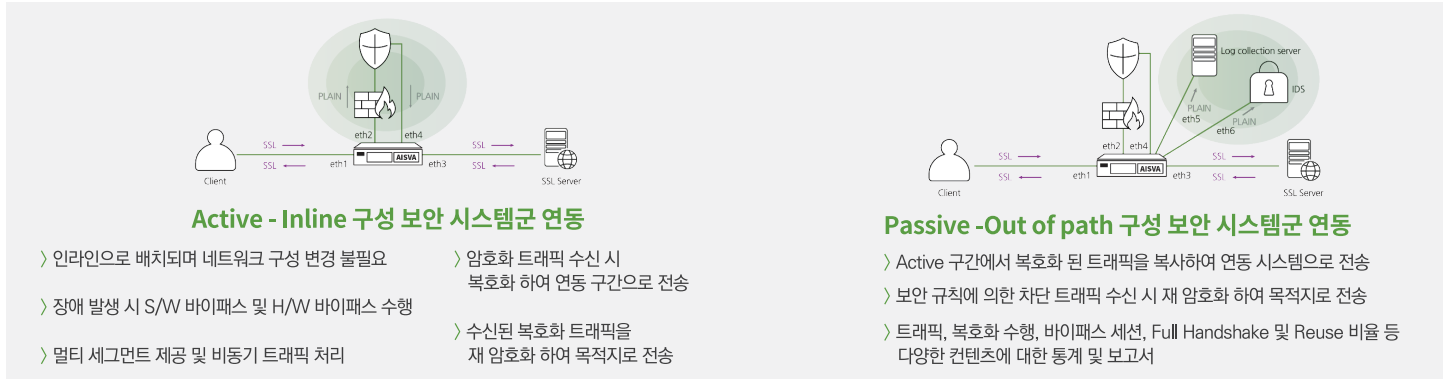 PLAIN
PLAIN
eth2
eth4
SSL
SSL
eth1
AISVA
eth3
SSL
SSL
Client
SSL Server
Active - Inline 구성 보안 시스템군 연동
〉인라인으로 배치되며 네트워크 구성 변경 불필요
〉장애 발생 시 S/W 바이패스 및 H/W 바이패스 수행
〉멀티 세그먼트 제공 및 비동기 트래픽 처리
〉암호화 트래픽 수신 시
복호화 하여 연동 구간으로 전송
〉수신된 복호화 트래픽을
재 암호화 하여 목적지로 전송
Log collection server
IDS
PLAIN
eth5
PLAIN
eth6
eth2
eth4
SSL
SSL
eth1
AISVA
eth3
SSL
SSL
Client
SSL Server
Passive -Out of path 구성 보안 시스템군 연동
〉Active 구간에서 복호화 된 트래픽을 복사하여 연동 시스템으로 전송
〉보안 규칙에 의한 차단 트래픽 수신 시 재 암호화 하여 목적지로 전송
〉트래픽, 복호화 수행, 바이패스 세션, Full Handshake 및 Reuse 비율 등
다양한 컨텐츠에 대한 통계 및 보고서